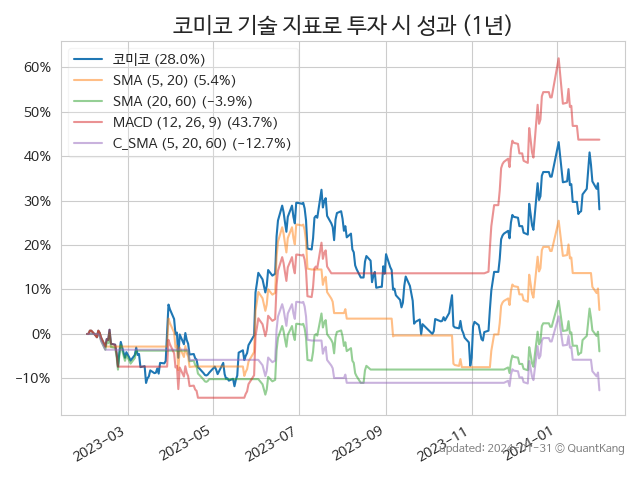 코미코 기술 지표로 투자 시 성과 (1년)
코미코 (28.0%)
SMA (5, 20) (5.4%)
SMA (20, 60) (−3.9%)
MACD (12, 26, 9) (43.7%)
C_SMA (5, 20, 60) (−12.7%)
60%
50%
40%
30%
20%
10%
0%
−10%
2023-03
2023-05
2023-07
2023-09
2023-11
2024-01
updated: 2024-01-31 © QuantKang